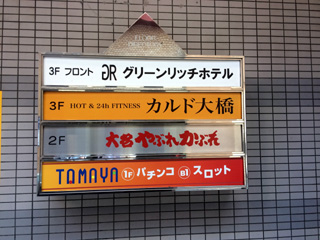 3F フロント GR グリーンリッチホテル
3F HOT & 24h FITNESS カルド大橋
2F 大名やぶれかぶれ
TAMAYA 1F パチンコ B1 スロット